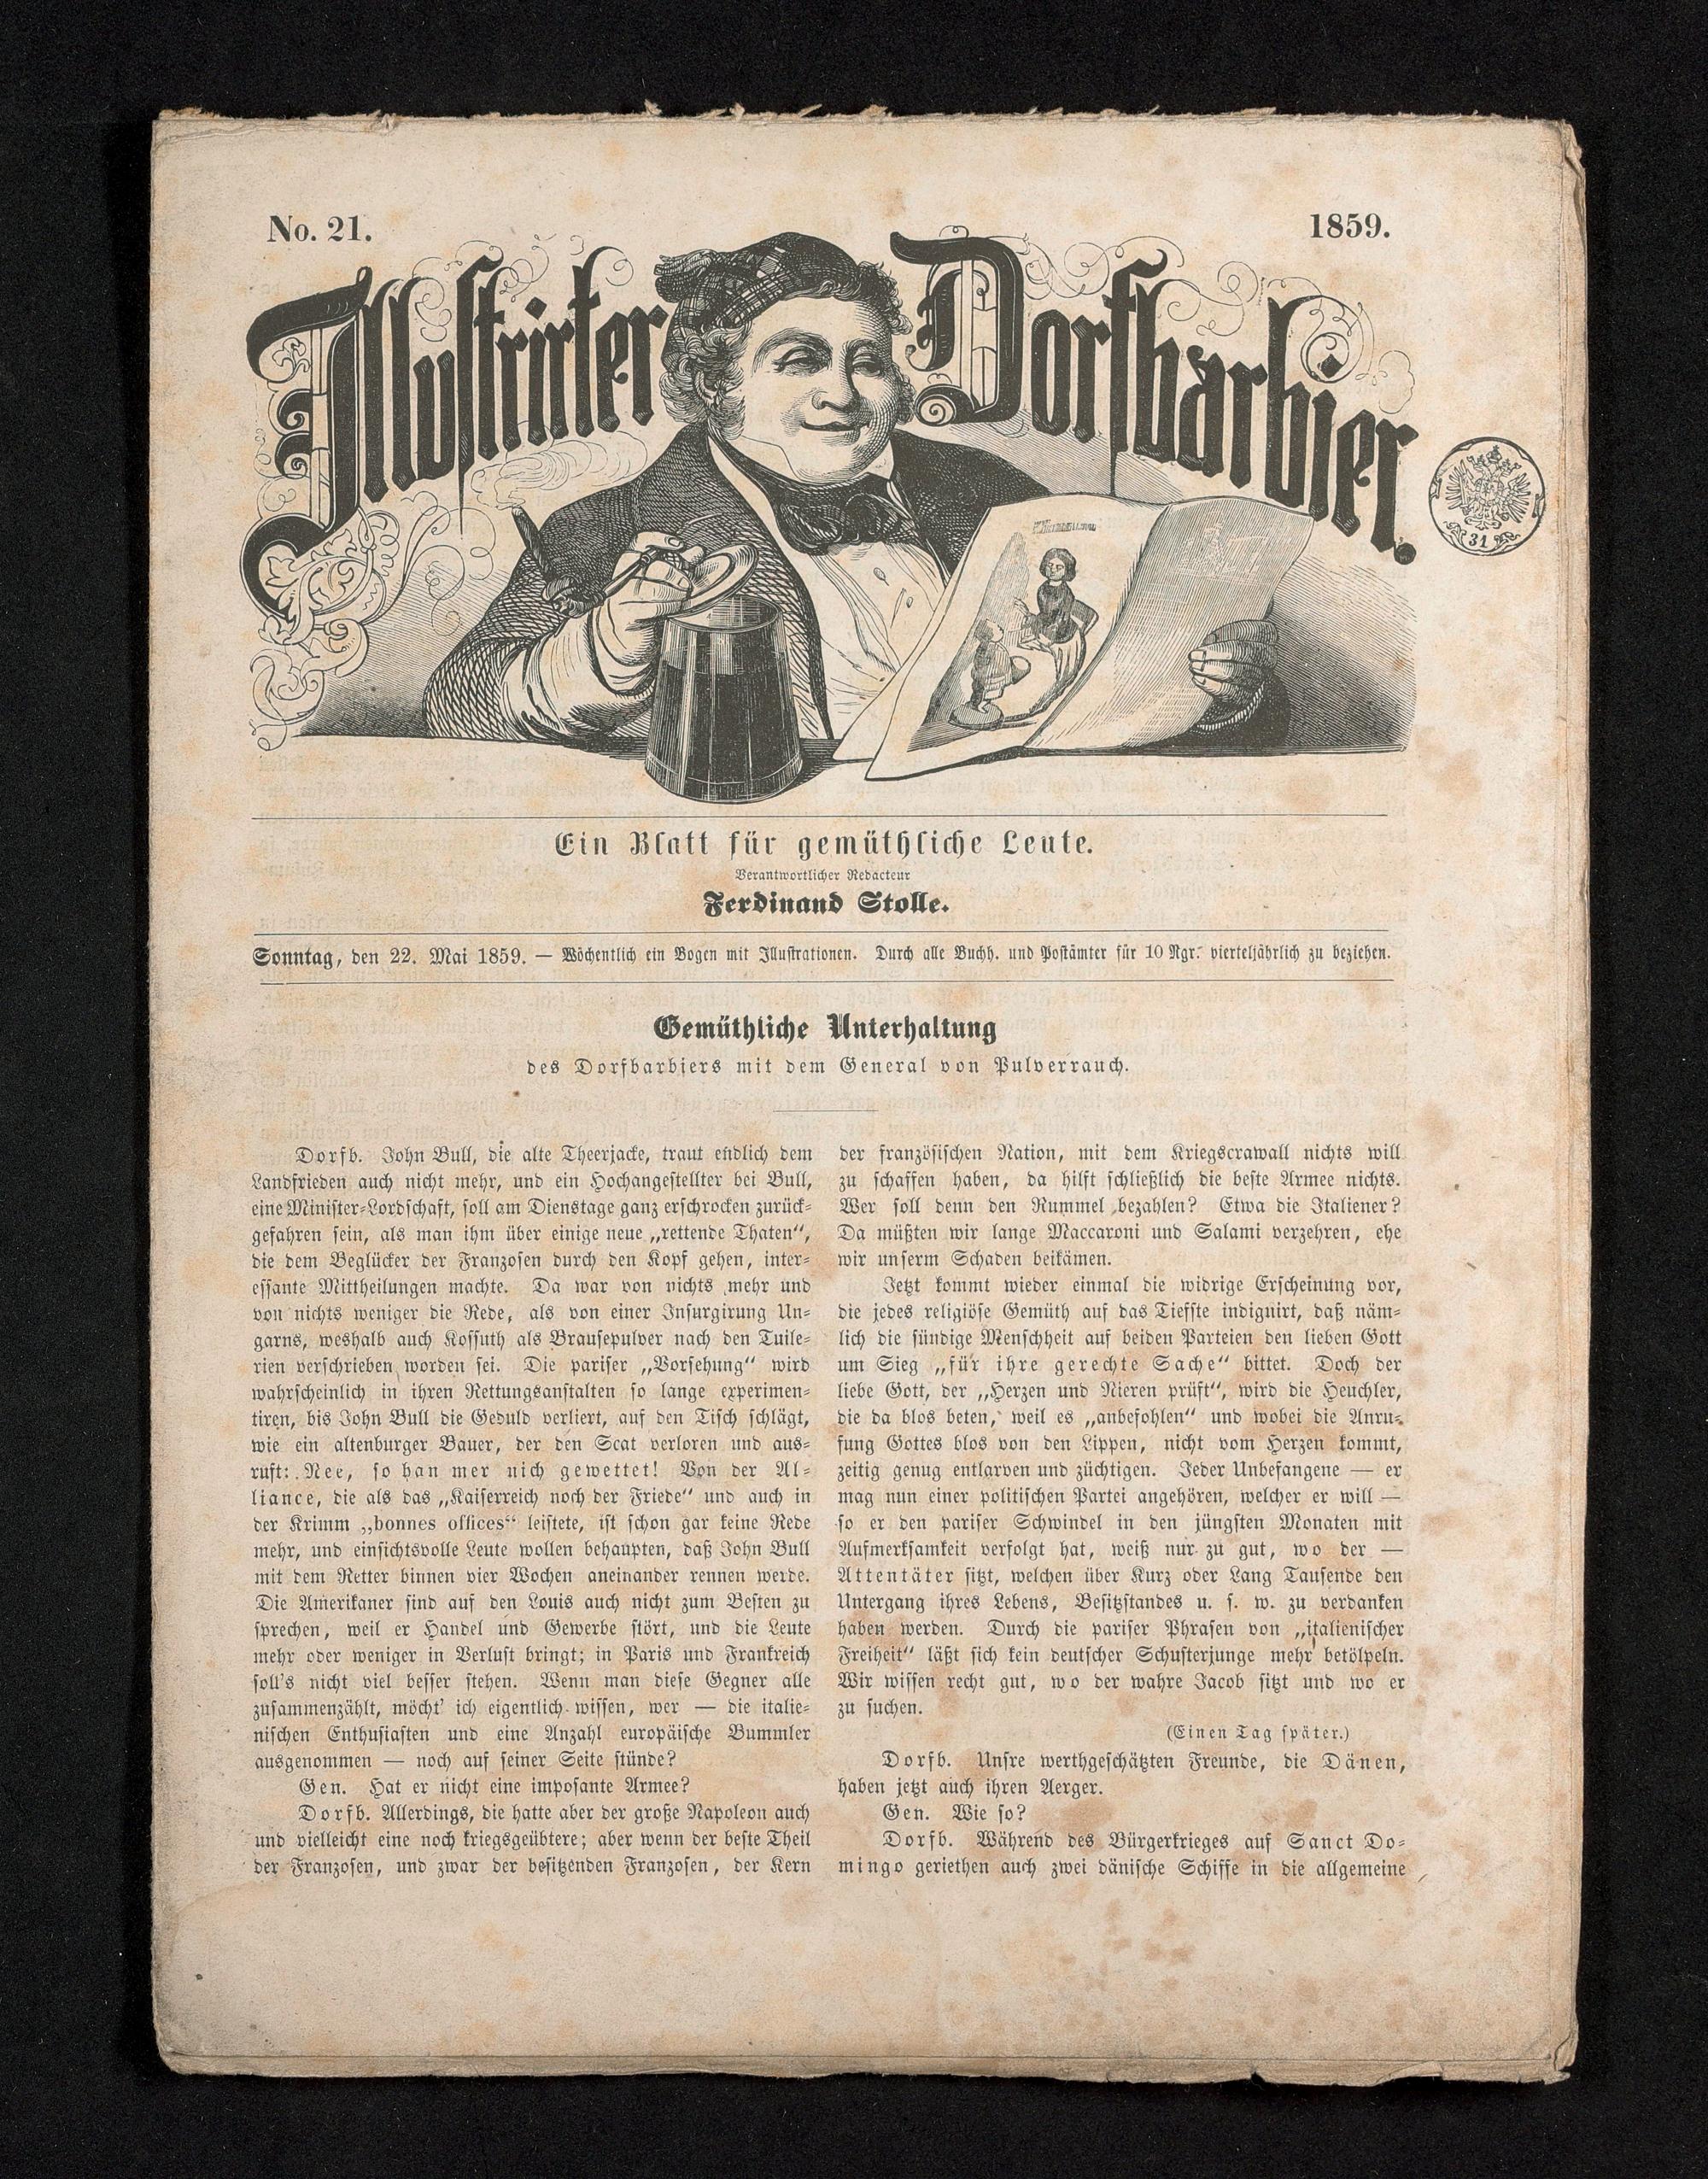 No. 21.
1859.
Illustrirter Dorfbarbier.
31
Ein Blatt für gemüthliche Leute.
Verantwortlicher Redacteur
Ferdinand Stolle.
Sonntag, den 22. Mai 1859. — Wöchentlich ein Bogen mit Illustrationen. Durch alle Buchh. und Postämter für 10 Ngr. vierteljährlich zu beziehen.
Gemüthliche Unterhaltung
des Dorfbarbiers mit dem General von Pulverrauch.
Dorfb. John Bull, die alte Theerjacke, traut endlich dem
Landfrieden auch nicht mehr, und ein Hochangestellter bei Bull,
eine Minister-Lordschaft, soll am Dienstage ganz erschrocken zurück-
gefahren sein, als man ihm über einige neue „rettende Thaten“,
die dem Beglücker der Franzosen durch den Kopf gehen, inter-
essante Mittheilungen machte. Da war von nichts mehr und
von nichts weniger die Rede, als von einer Insurgirung Un-
garns, weshalb auch Kossuth als Brausepulver nach den Tuile-
rien verschrieben worden sei. Die pariser „Vorsehung“ wird
wahrscheinlich in ihren Rettungsanstalten so lange experimen-
tiren, bis John Bull die Geduld verliert, auf den Tisch schlägt,
wie ein altenburger Bauer, der den Scat verloren und aus-
ruft: Nee, so han mer nich gewettet! Von der Al-
liance, die als das „Kaiserreich noch der Friede“ und auch in
der Krimm „bonnes offices“ leistete, ist schon gar keine Rede
mehr, und einsichtsvolle Leute wollen behaupten, daß John Bull
mit dem Retter binnen vier Wochen aneinander rennen werde.
Die Amerikaner sind auf den Louis auch nicht zum Besten zu
sprechen, weil er Handel und Gewerbe stört, und die Leute
mehr oder weniger in Verlust bringt; in Paris und Frankreich
soll's nicht viel besser stehen. Wenn man diese Gegner alle
zusammenzählt, möcht' ich eigentlich wissen, wer — die italie-
nischen Enthusiasten und eine Anzahl europäische Bummler
ausgenommen — noch auf seiner Seite stünde?
Gen. Hat er nicht eine imposante Armee?
Dorfb. Allerdings, die hatte aber der große Napoleon auch
und vielleicht eine noch kriegsgeübtere; aber wenn der beste Theil
der Franzosen, und zwar der besitzenden Franzosen, der Kern
der französischen Nation, mit dem Kriegscrawall nichts will
zu schaffen haben, da hilft schließlich die beste Armee nichts.
Wer soll denn den Rummel bezahlen? Etwa die Italiener?
Da müßten wir lange Maccaroni und Salami verzehren, ehe
wir unserm Schaden beikämen.
Jetzt kommt wieder einmal die widrige Erscheinung vor,
die jedes religiöse Gemüth auf das Tiefste indignirt, daß näm-
lich die sündige Menschheit auf beiden Parteien den lieben Gott
um Sieg „für ihre gerechte Sache“ bittet. Doch der
liebe Gott, der „Herzen und Nieren prüft“, wird die Heuchler,
die da blos beten, weil es „anbefohlen“ und wobei die Anru-
fung Gottes blos von den Lippen, nicht vom Herzen kommt,
zeitig genug entlarven und züchtigen. Jeder Unbefangene — er
mag nun einer politischen Partei angehören, welcher er will —
so er den pariser Schwindel in den jüngsten Monaten mit
Aufmerksamkeit verfolgt hat, weiß nur zu gut, wo der —
Attentäter sitzt, welchen über Kurz oder Lang Tausende den
Untergang ihres Lebens, Besitzstandes u. s. w. zu verdanken
haben werden. Durch die pariser Phrasen von „italienischer
Freiheit“ läßt sich kein deutscher Schusterjunge mehr betölpeln.
Wir wissen recht gut, wo der wahre Jacob sitzt und wo er
zu suchen.
(Einen Tag später.)
Dorfb. Unsre werthgeschätzten Freunde, die Dänen,
haben jetzt auch ihren Aerger.
Gen. Wie so?
Dorfb. Während des Bürgerkrieges auf Sanct Do-
mingo geriethen auch zwei dänische Schiffe in die allgemeine